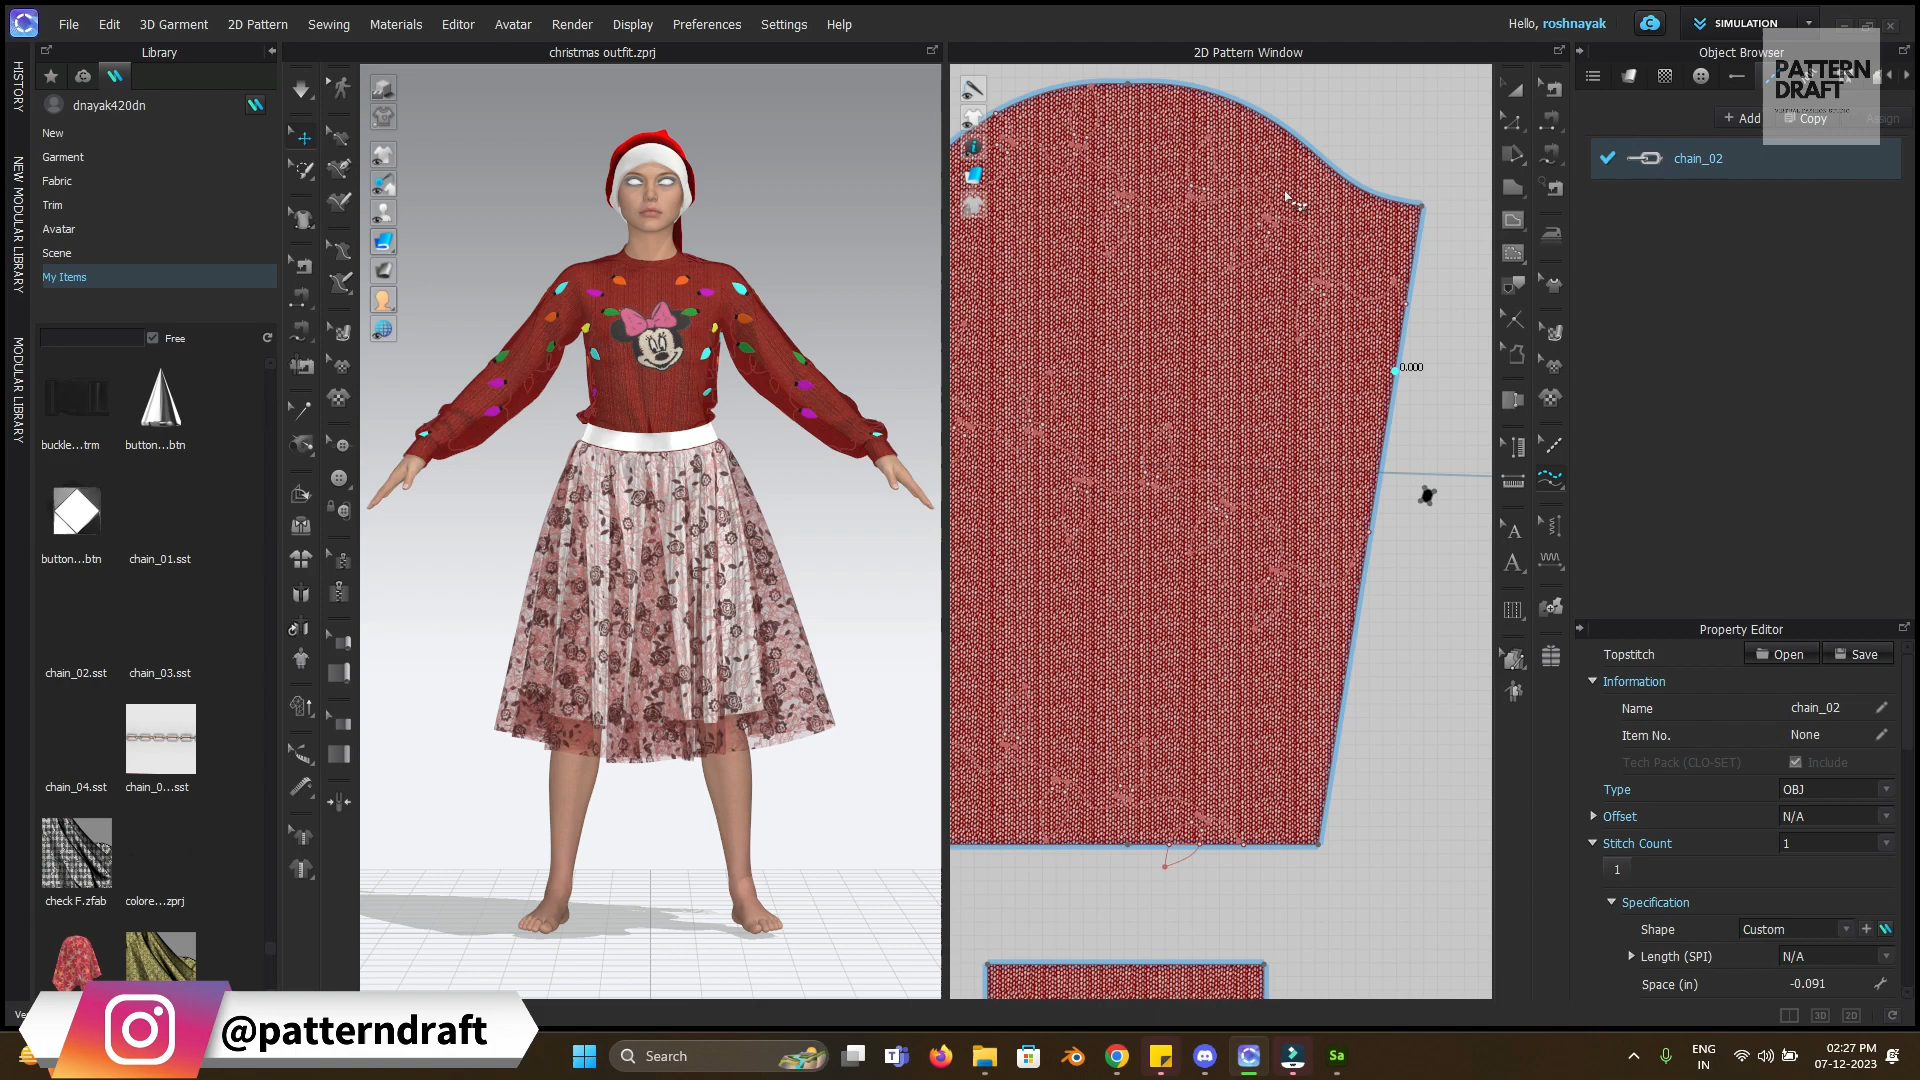 File Edit 3D Garment 2D Pattern Sewing Materials Editor Avatar Render Display Preferences Settings Help
Hello, roshnayak
SIMULATION
Library
christmas outfit.zprj
2D Pattern Window
Object Browser
HISTORY
NEW MODULAR LIBRARY
MODULAR LIBRARY
dnayak420dn
New
Garment
Fabric
Trim
Avatar
Scene
My Items
Free
buckle...trm
button...btn
button...btn
chain_01.sst
chain_02.sst
chain_03.sst
chain_04.sst
chain_0...sst
check F.zfab
colore...zprj
0.000
PATTERN
DRAFT
+ Add
Copy
Assign
chain_02
Property Editor
Topstitch
Open
Save
Information
Name chain_02
Item No. None
Tech Pack (CLO-SET) Include
Type OBJ
Offset N/A
Stitch Count 1
1
Specification
Shape Custom
Length (SPI) N/A
Space (in) -0.091
3D
2D
Ve
@patterndraft
Search
Sa
ENG
IN
02:27 PM
07-12-2023